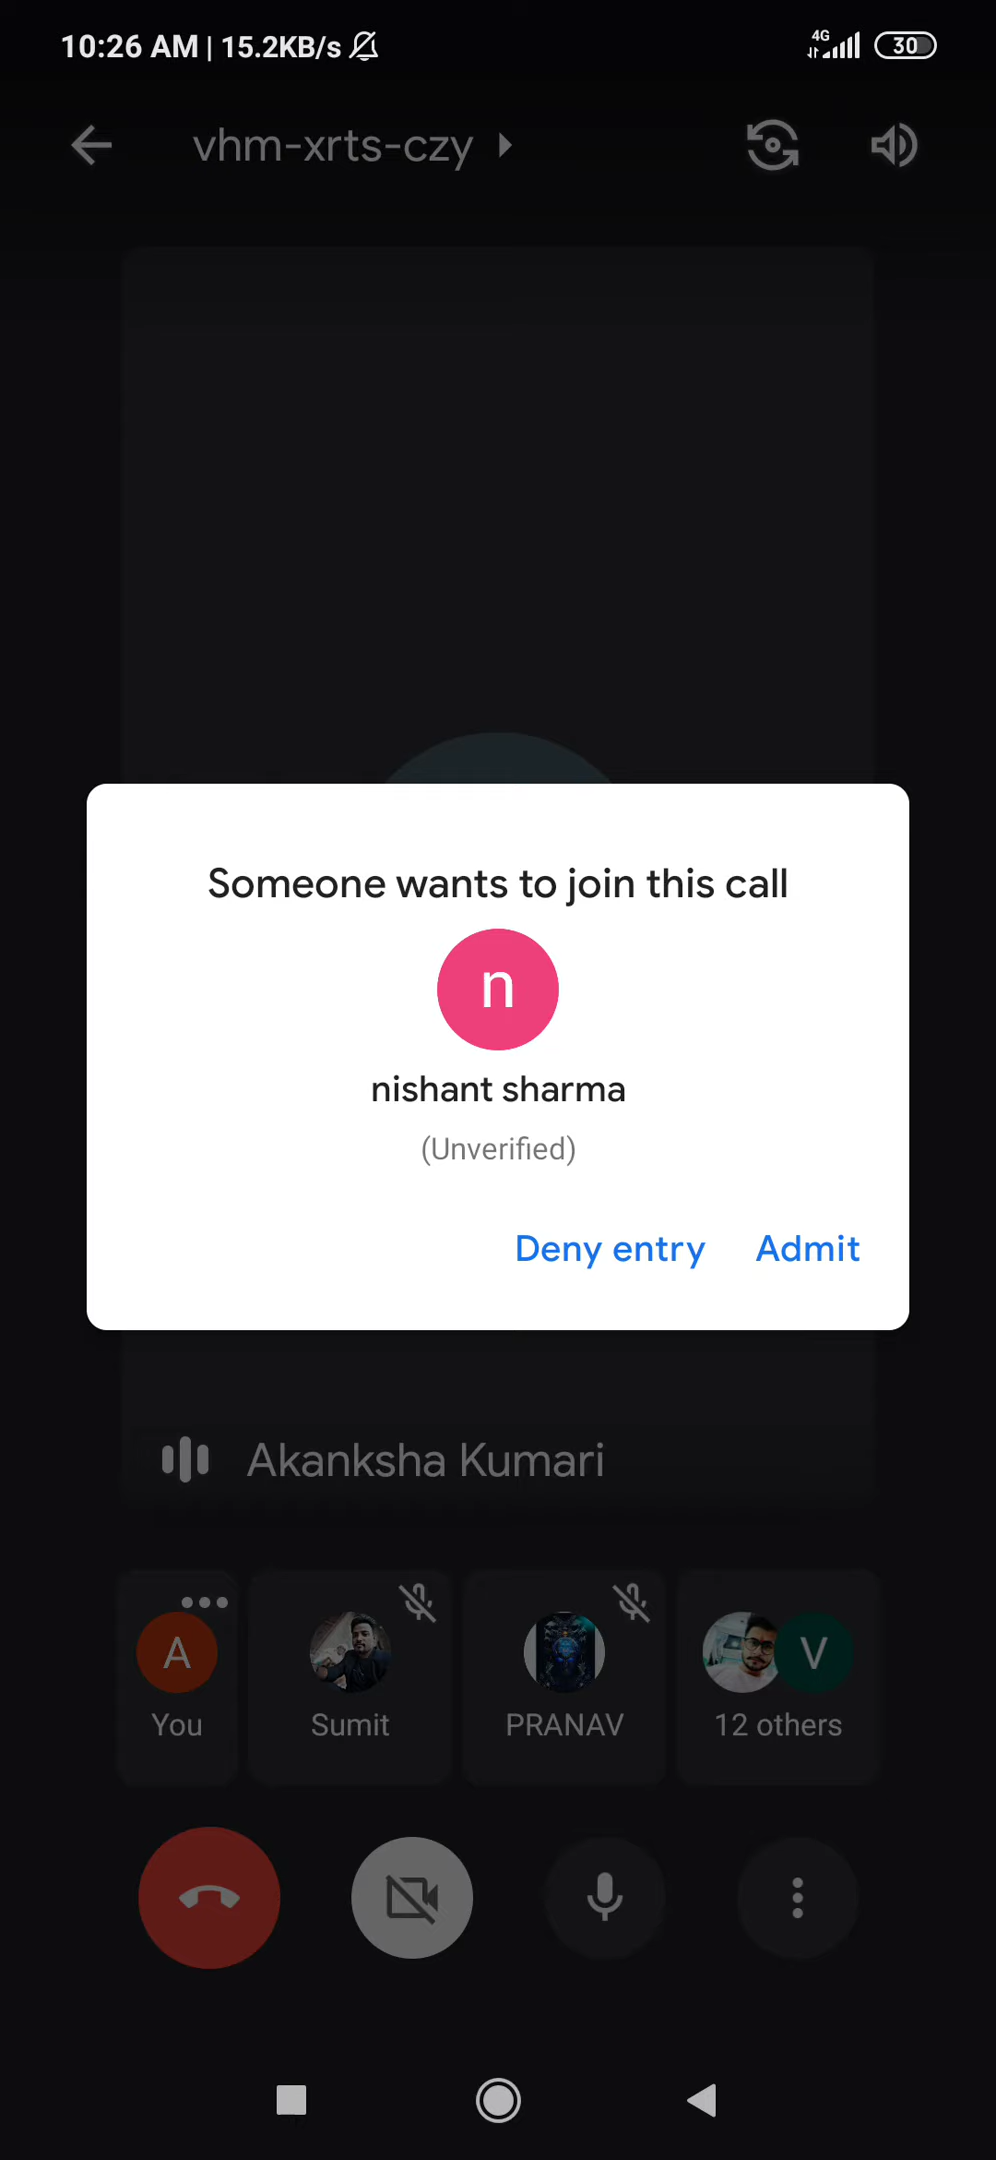 10:26 AM | 15.2KB/s
4G
30
vhm-xrts-czy
Someone wants to join this call
n
nishant sharma
(Unverified)
Deny entry Admit
Akanksha Kumari
A
V
You Sumit PRANAV 12 others